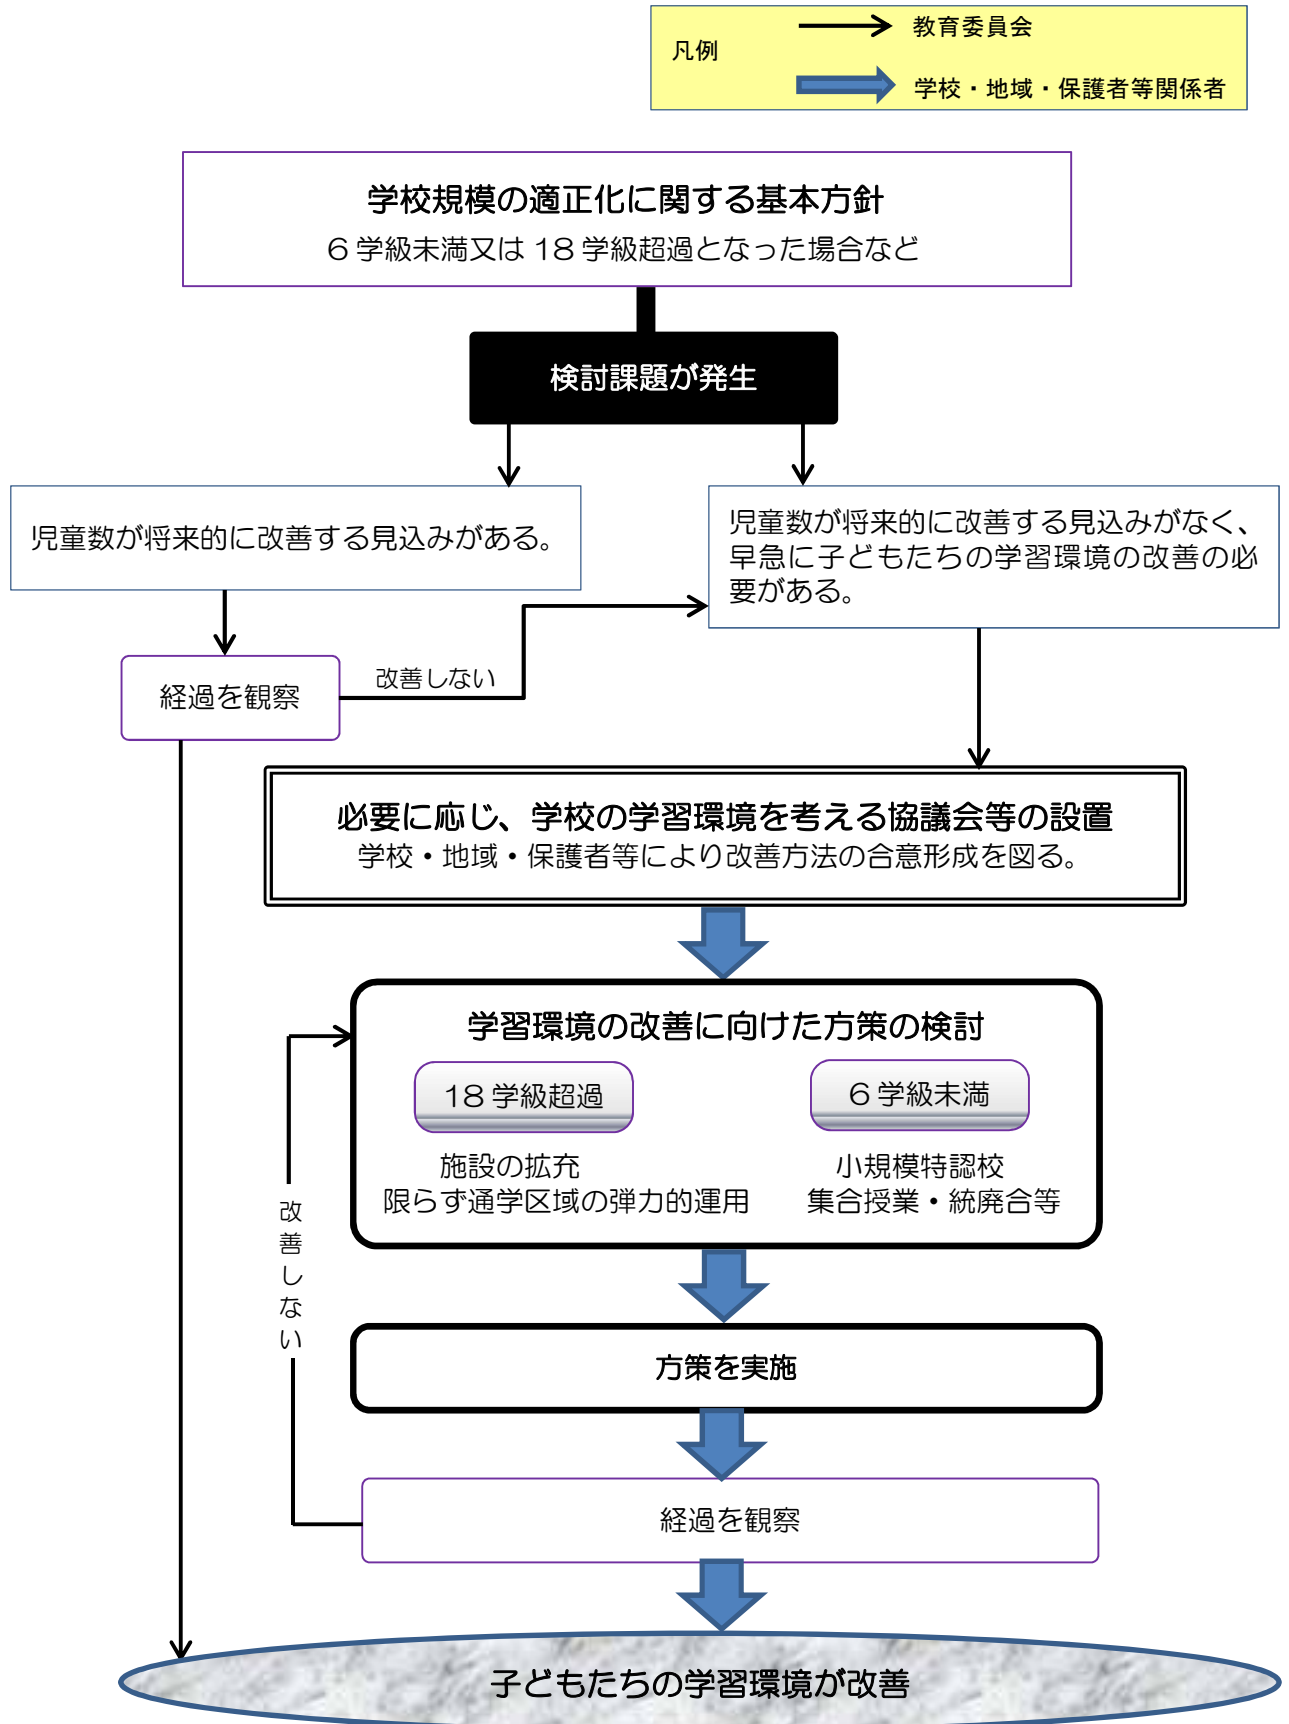 凡例
教育委員会
学校・地域・保護者等関係者
学校規模の適正化に関する基本方針
6学級未満又は18学級超過となった場合など
検討課題が発生
児童数が将来的に改善する見込みがある。
児童数が将来的に改善する見込みがなく、
早急に子どもたちの学習環境の改善の必
要がある。
経過を観察
改善しない
必要に応じ、学校の学習環境を考える協議会等の設置
学校・地域・保護者等により改善方法の合意形成を図る。
学習環境の改善に向けた方策の検討
18学級超過
6学級未満
施設の拡充
限らず通学区域の弾力的運用
小規模特認校
集合授業・統廃合等
改善しない
方策を実施
経過を観察
子どもたちの学習環境が改善